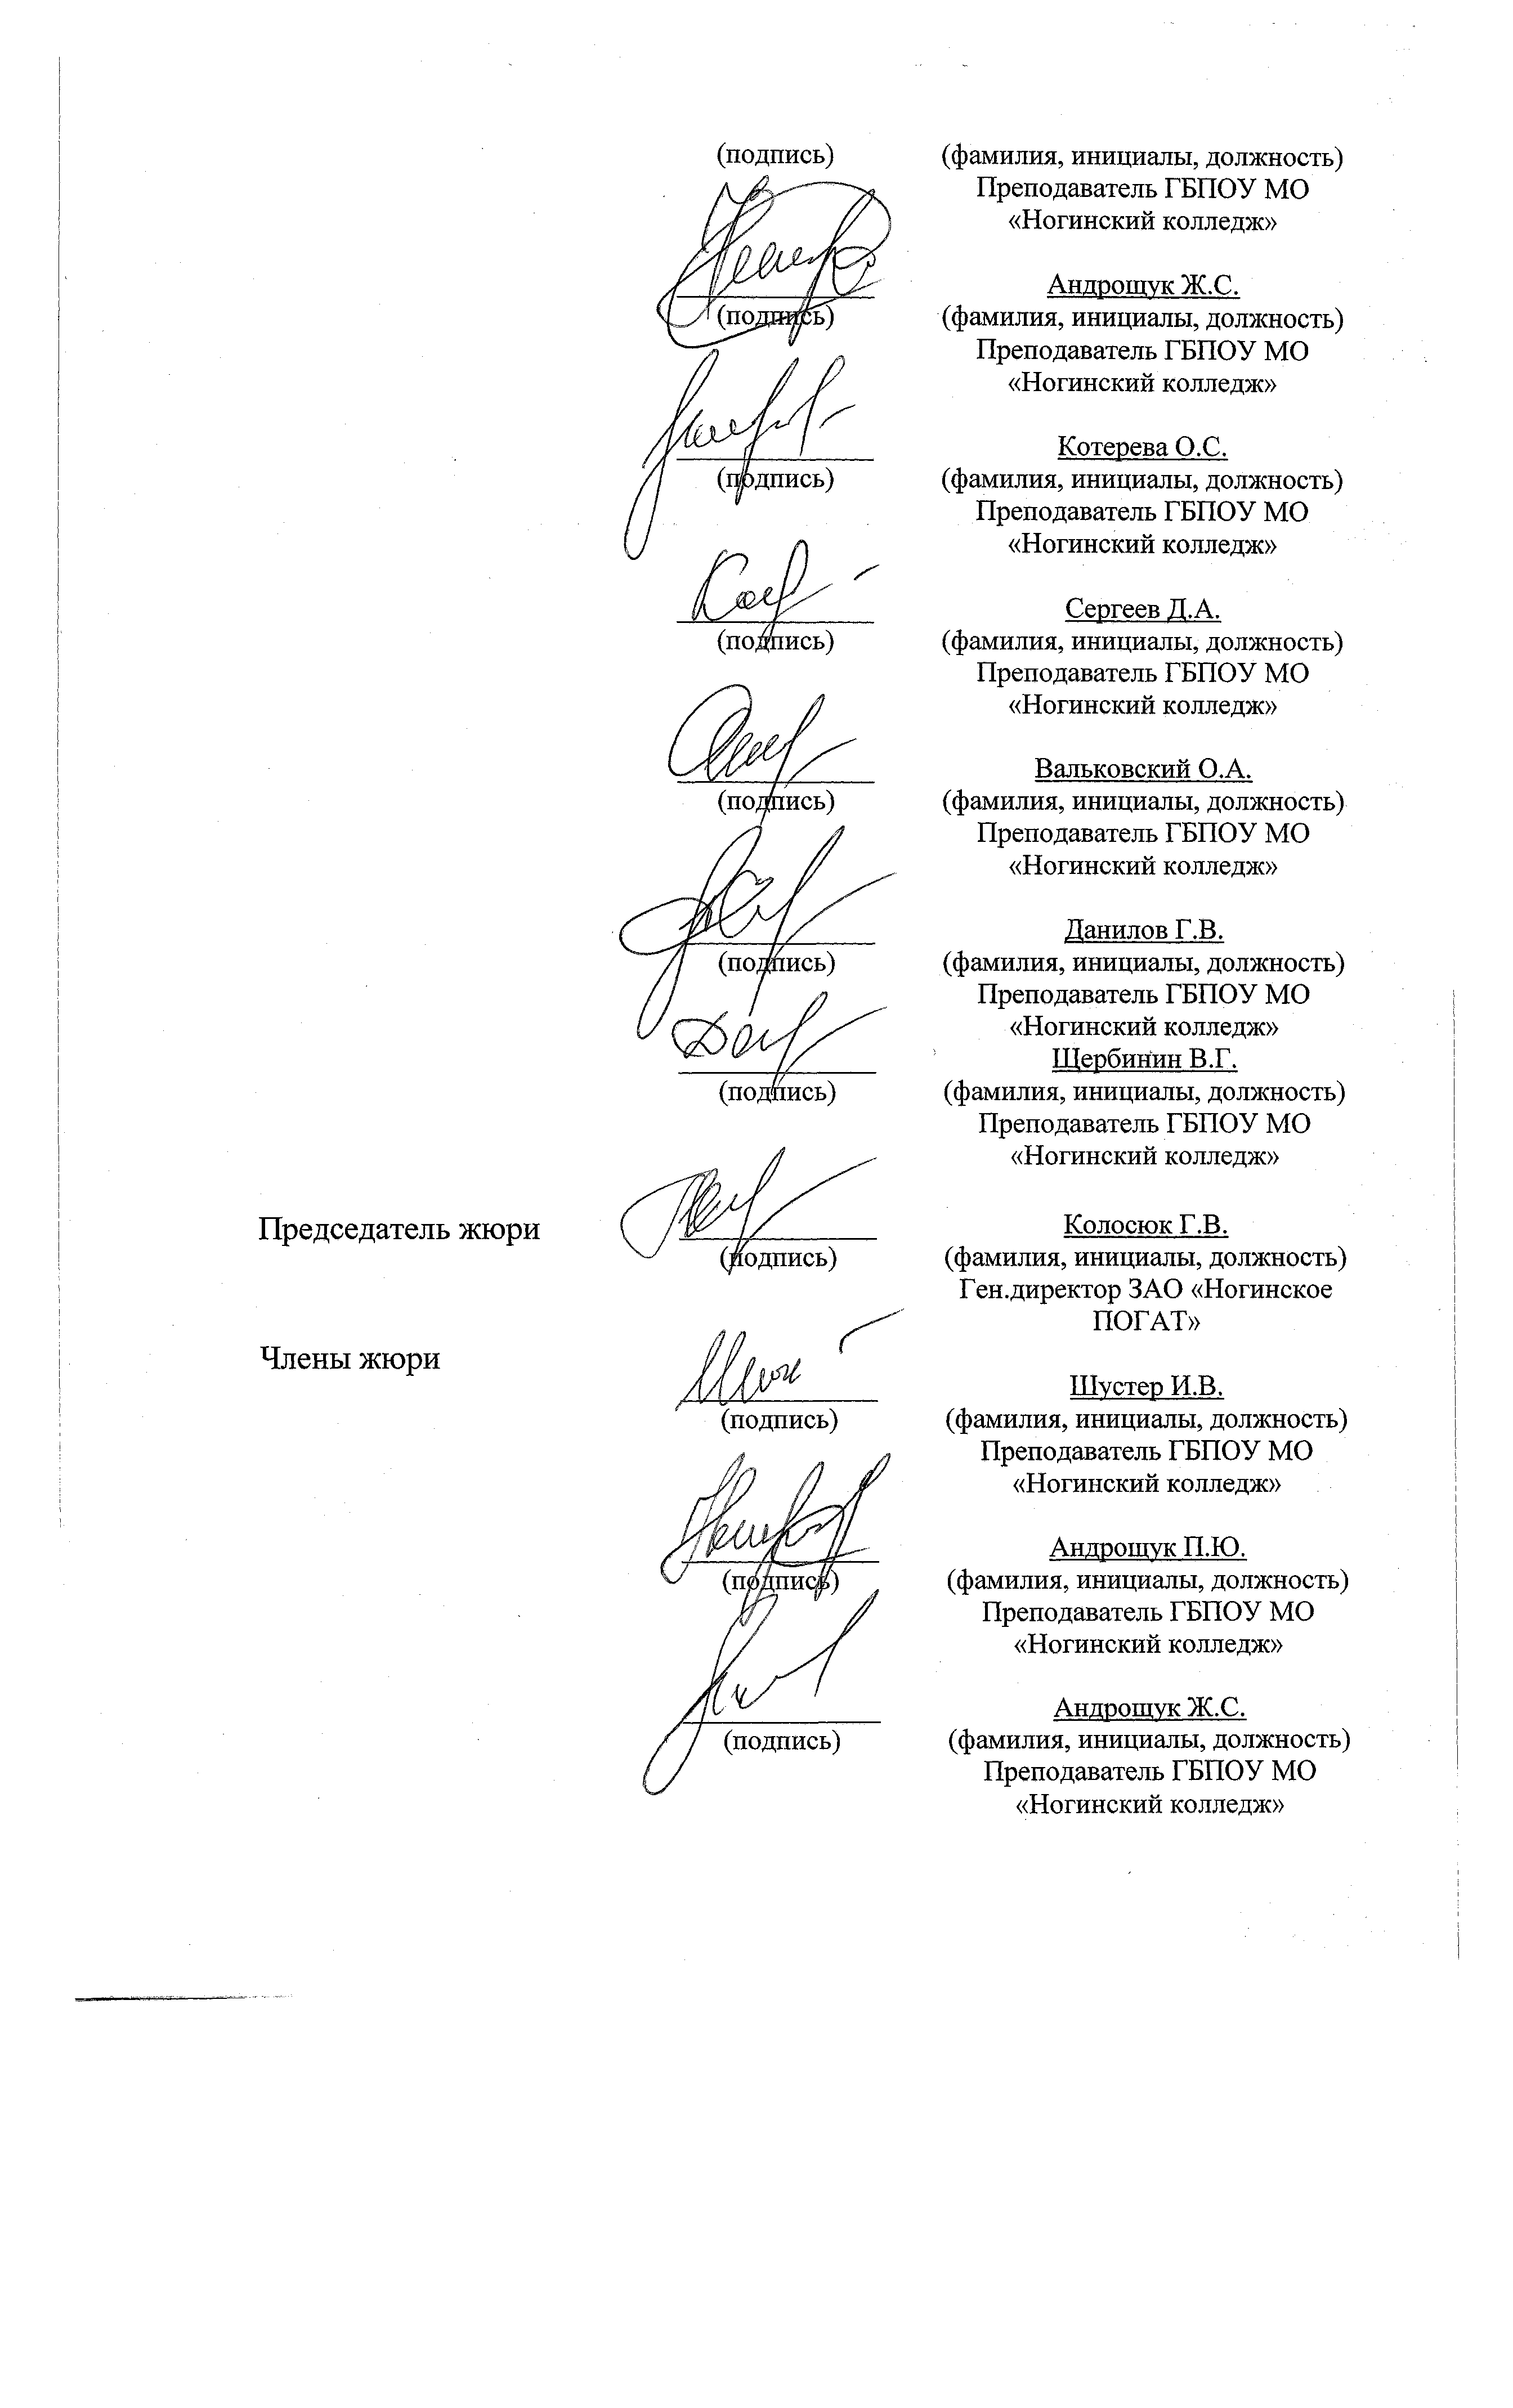 (подпись) (фамилия, инициалы, должность)
Преподаватель ГБПОУ МО
«Ногинский колледж»
Андрощук Ж.С.
(подпись) (фамилия, инициалы, должность)
Преподаватель ГБПОУ МО
«Ногинский колледж»
Котерева О.С.
(подпись) (фамилия, инициалы, должность)
Преподаватель ГБПОУ МО
«Ногинский колледж»
Сергеев Д.А.
(подпись) (фамилия, инициалы, должность)
Преподаватель ГБПОУ МО
«Ногинский колледж»
Вальковский О.А.
(подпись) (фамилия, инициалы, должность)
Преподаватель ГБПОУ МО
«Ногинский колледж»
Данилов Г.В.
(подпись) (фамилия, инициалы, должность)
Преподаватель ГБПОУ МО
«Ногинский колледж»
Щербинин В.Г.
(подпись) (фамилия, инициалы, должность)
Преподаватель ГБПОУ МО
«Ногинский колледж»
Председатель жюри Колосюк Г.В.
(подпись) (фамилия, инициалы, должность)
Ген.директор ЗАО «Ногинское
ПОГАТ»
Члены жюри Шустер И.В.
(подпись) (фамилия, инициалы, должность)
Преподаватель ГБПОУ МО
«Ногинский колледж»
Андрощук П.Ю.
(подпись) (фамилия, инициалы, должность)
Преподаватель ГБПОУ МО
«Ногинский колледж»
Андрощук Ж.С.
(подпись) (фамилия, инициалы, должность)
Преподаватель ГБПОУ МО
«Ногинский колледж»